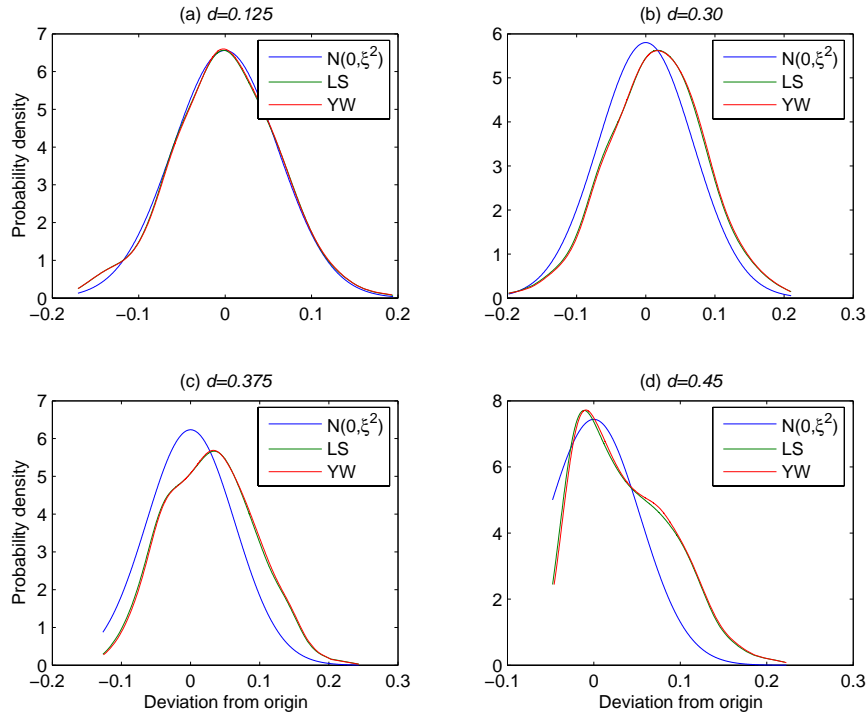 (a) d=0.125
7
6
5
4
3
2
1
0
Probability density
−0.2
−0.1
0
0.1
0.2
N(0,ξ²)
LS
YW
(b) d=0.30
6
5
4
3
2
1
0
−0.2
−0.1
0
0.1
0.2
0.3
N(0,ξ²)
LS
YW
(c) d=0.375
7
6
5
4
3
2
1
0
Probability density
−0.2
−0.1
0
0.1
0.2
0.3
Deviation from origin
N(0,ξ²)
LS
YW
(d) d=0.45
8
6
4
2
0
−0.1
0
0.1
0.2
0.3
Deviation from origin
N(0,ξ²)
LS
YW